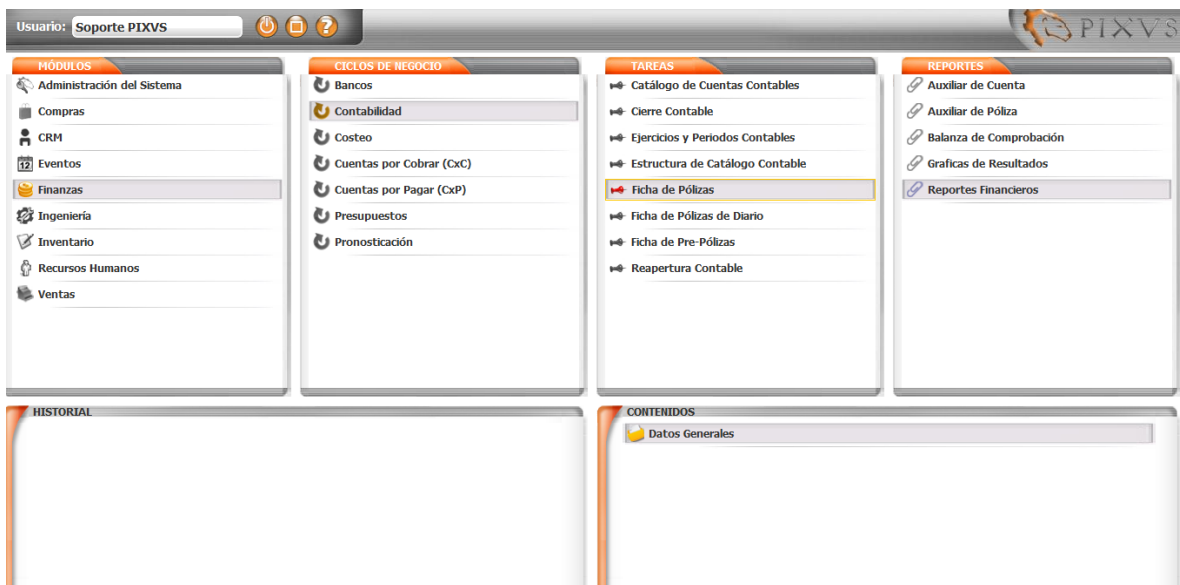 Usuario: Soporte PIXVS
PIXVS
MÓDULOS
Administración del Sistema
Compras
CRM
12 Eventos
Finanzas
Ingeniería
Inventario
Recursos Humanos
Ventas
CICLOS DE NEGOCIO
Bancos
Contabilidad
Costeo
Cuentas por Cobrar (CxC)
Cuentas por Pagar (CxP)
Presupuestos
Pronosticación
TAREAS
Catálogo de Cuentas Contables
Cierre Contable
Ejercicios y Periodos Contables
Estructura de Catálogo Contable
Ficha de Pólizas
Ficha de Pólizas de Diario
Ficha de Pre-Pólizas
Reapertura Contable
REPORTES
Auxiliar de Cuenta
Auxiliar de Póliza
Balanza de Comprobación
Graficas de Resultados
Reportes Financieros
HISTORIAL
CONTENIDOS
Datos Generales